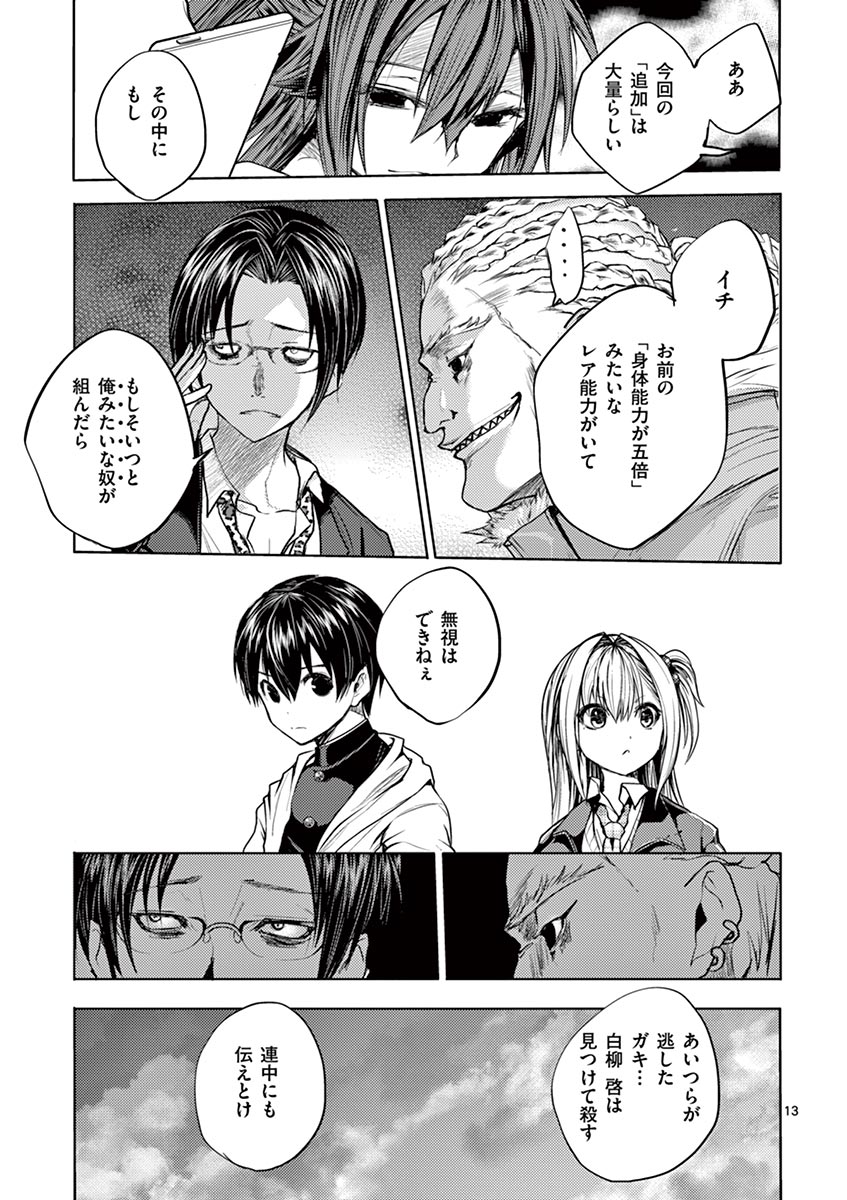 ああ
今回の
「追加」は
大量らしい
その中に
もし
イチ
お前の
「身体能力が五倍」
みたいな
レア能力がいて
・・・・
もしそいつと
俺みたいな奴が
組んだら
無視は
できねぇ
あいつらが
逃した
ガキ…
白柳 啓は
見つけて殺す
連中にも
伝えとけ
13